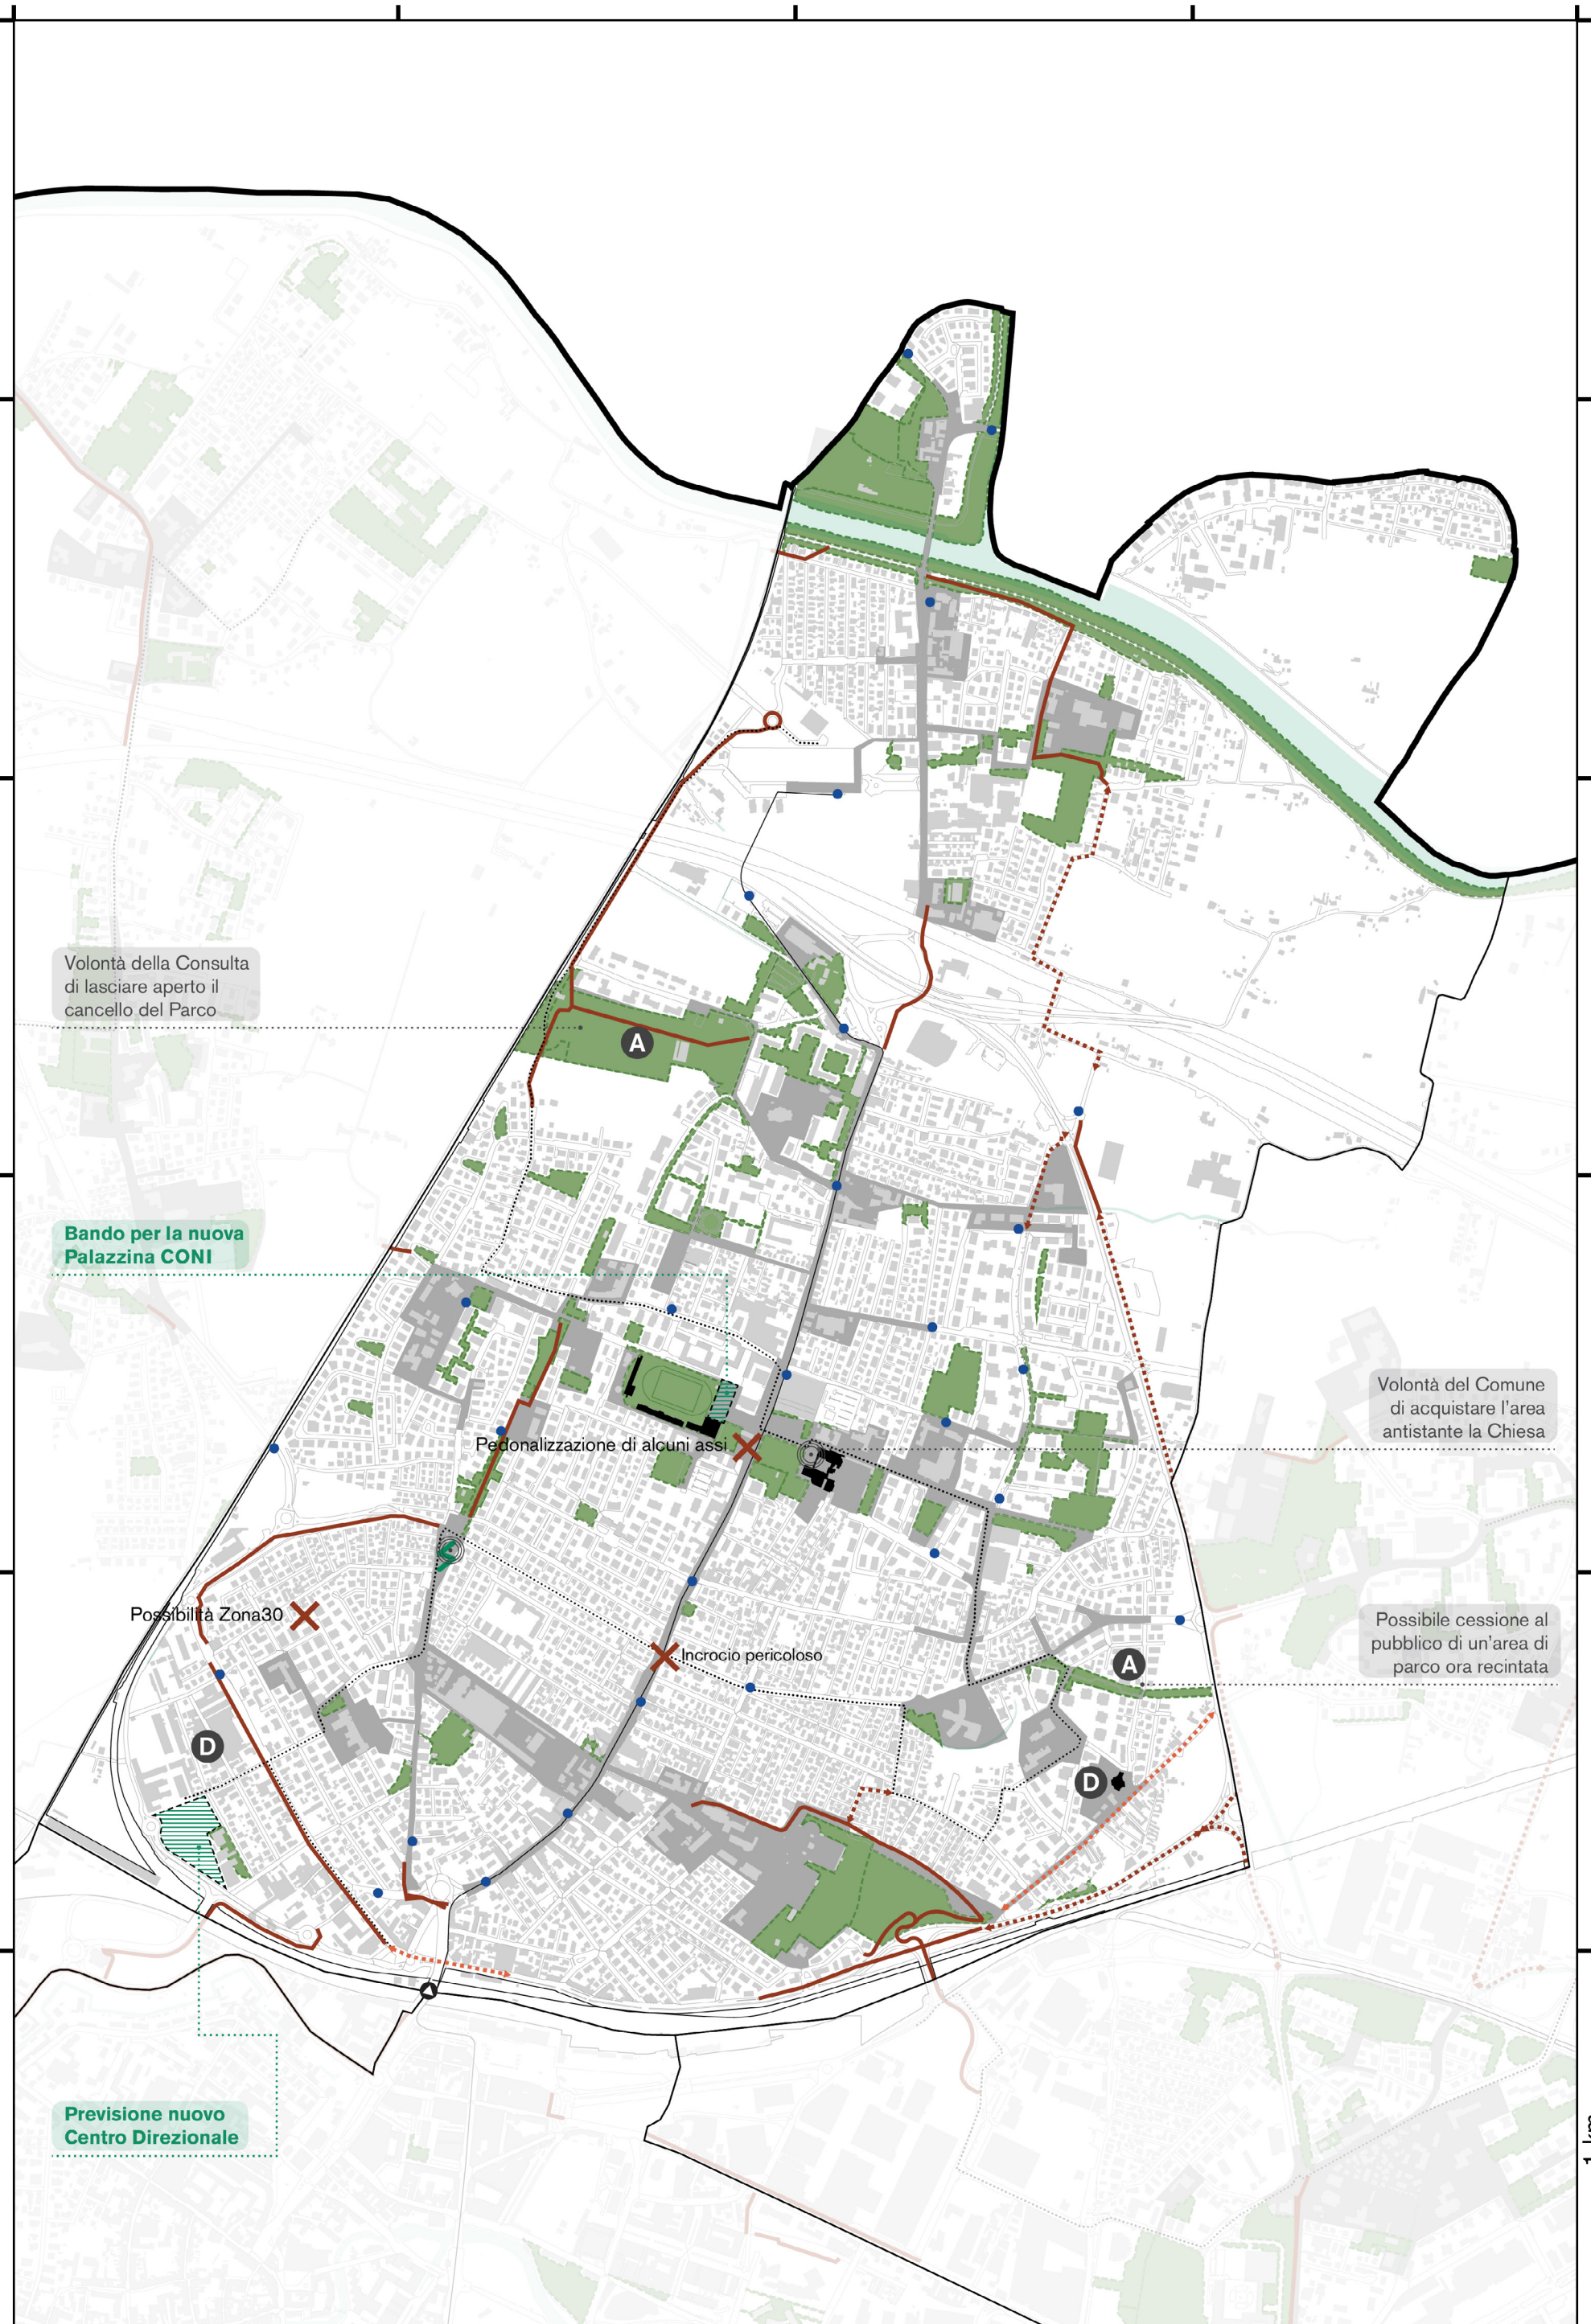 Volontà della Consulta
di lasciare aperto il
cancello del Parco
A
Bando per la nuova
Palazzina CONI
Volontà del Comune
di acquistare l'area
antistante la Chiesa
Pedonalizzazione di alcuni assi
Possibilità Zona30
Possibile cessione al
pubblico di un'area di
parco ora recintata
Incrocio pericoloso
A
D
D
Previsione nuovo
Centro Direzionale
1 km